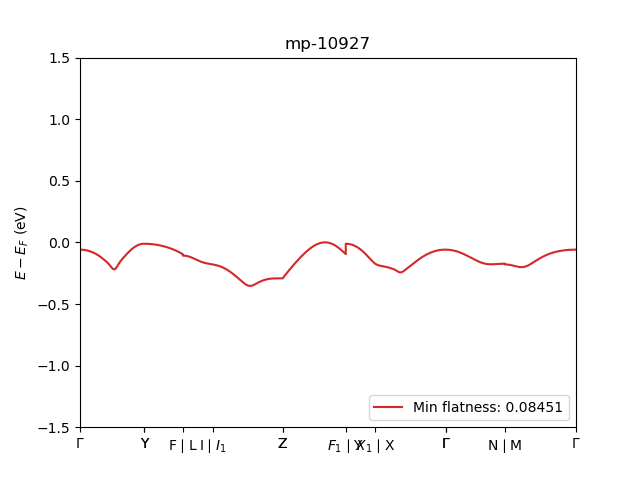 mp-10927
E − E_F (eV)
1.5
1.0
0.5
0.0
−0.5
−1.0
−1.5
Min flatness: 0.08451
Γ Y F | L I | I₁ Z F₁ | Y X₁ | X Γ N | M Γ